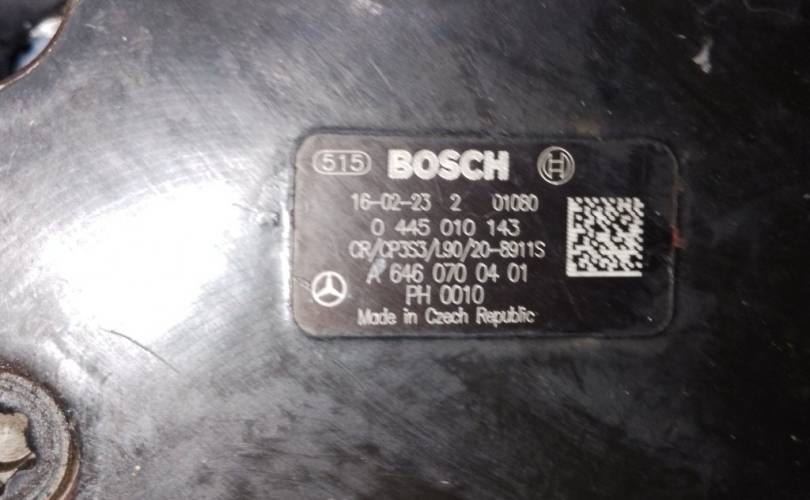 515 BOSCH
16-02-23 2 01080
0 445 010 143
CR/CP3S3/L90/20-8911S
A 646 070 04 01
PH 0010
Made in Czech Republic